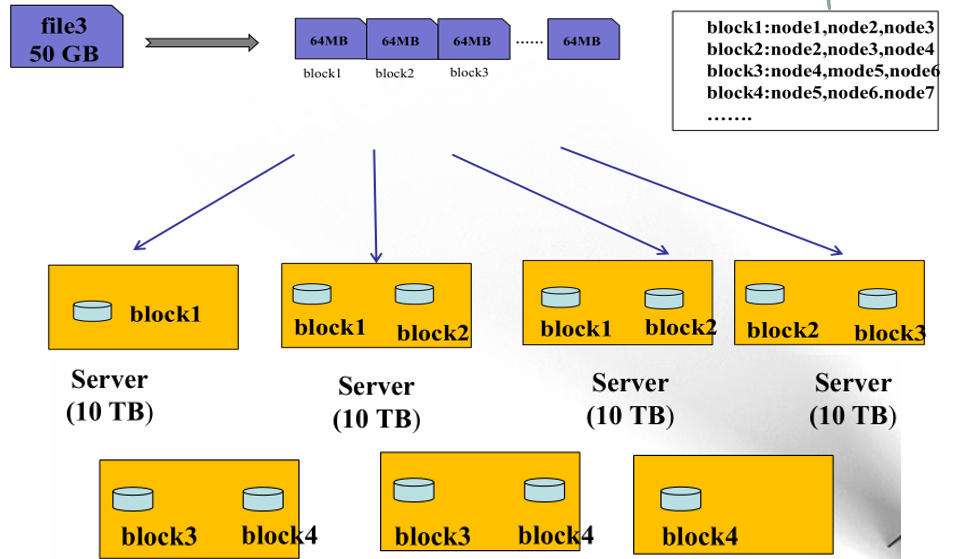 file3
50 GB
64MB 64MB 64MB ...... 64MB
block1 block2 block3
block1:node1,node2,node3
block2:node2,node3,node4
block3:node4,mode5,node6
block4:node5,node6.node7
.......
block1
block1 block2
block1 block2
block2 block3
Server
(10 TB)
Server
(10 TB)
Server
(10 TB)
Server
(10 TB)
block3 block4
block3 block4
block4